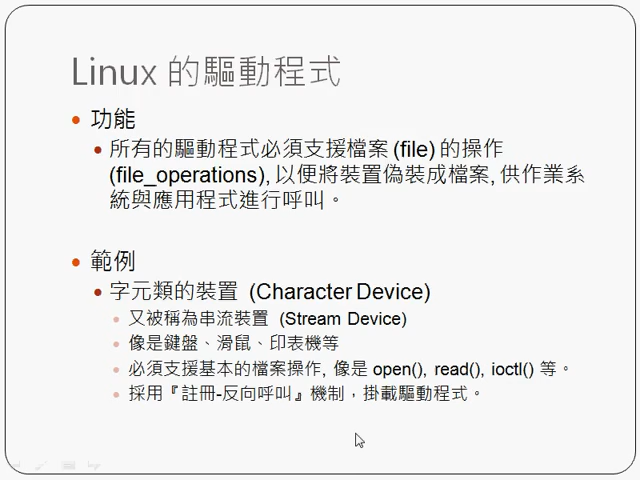 Linux 的驅動程式
功能
所有的驅動程式必須支援檔案 (file) 的操作
(file_operations), 以便將裝置偽裝成檔案, 供作業系
統與應用程式進行呼叫。
範例
字元類的裝置 (Character Device)
又被稱為串流裝置 (Stream Device)
像是鍵盤、滑鼠、印表機等
必須支援基本的檔案操作, 像是 open(), read(), ioctl() 等。
採用『註冊-反向呼叫』機制，掛載驅動程式。